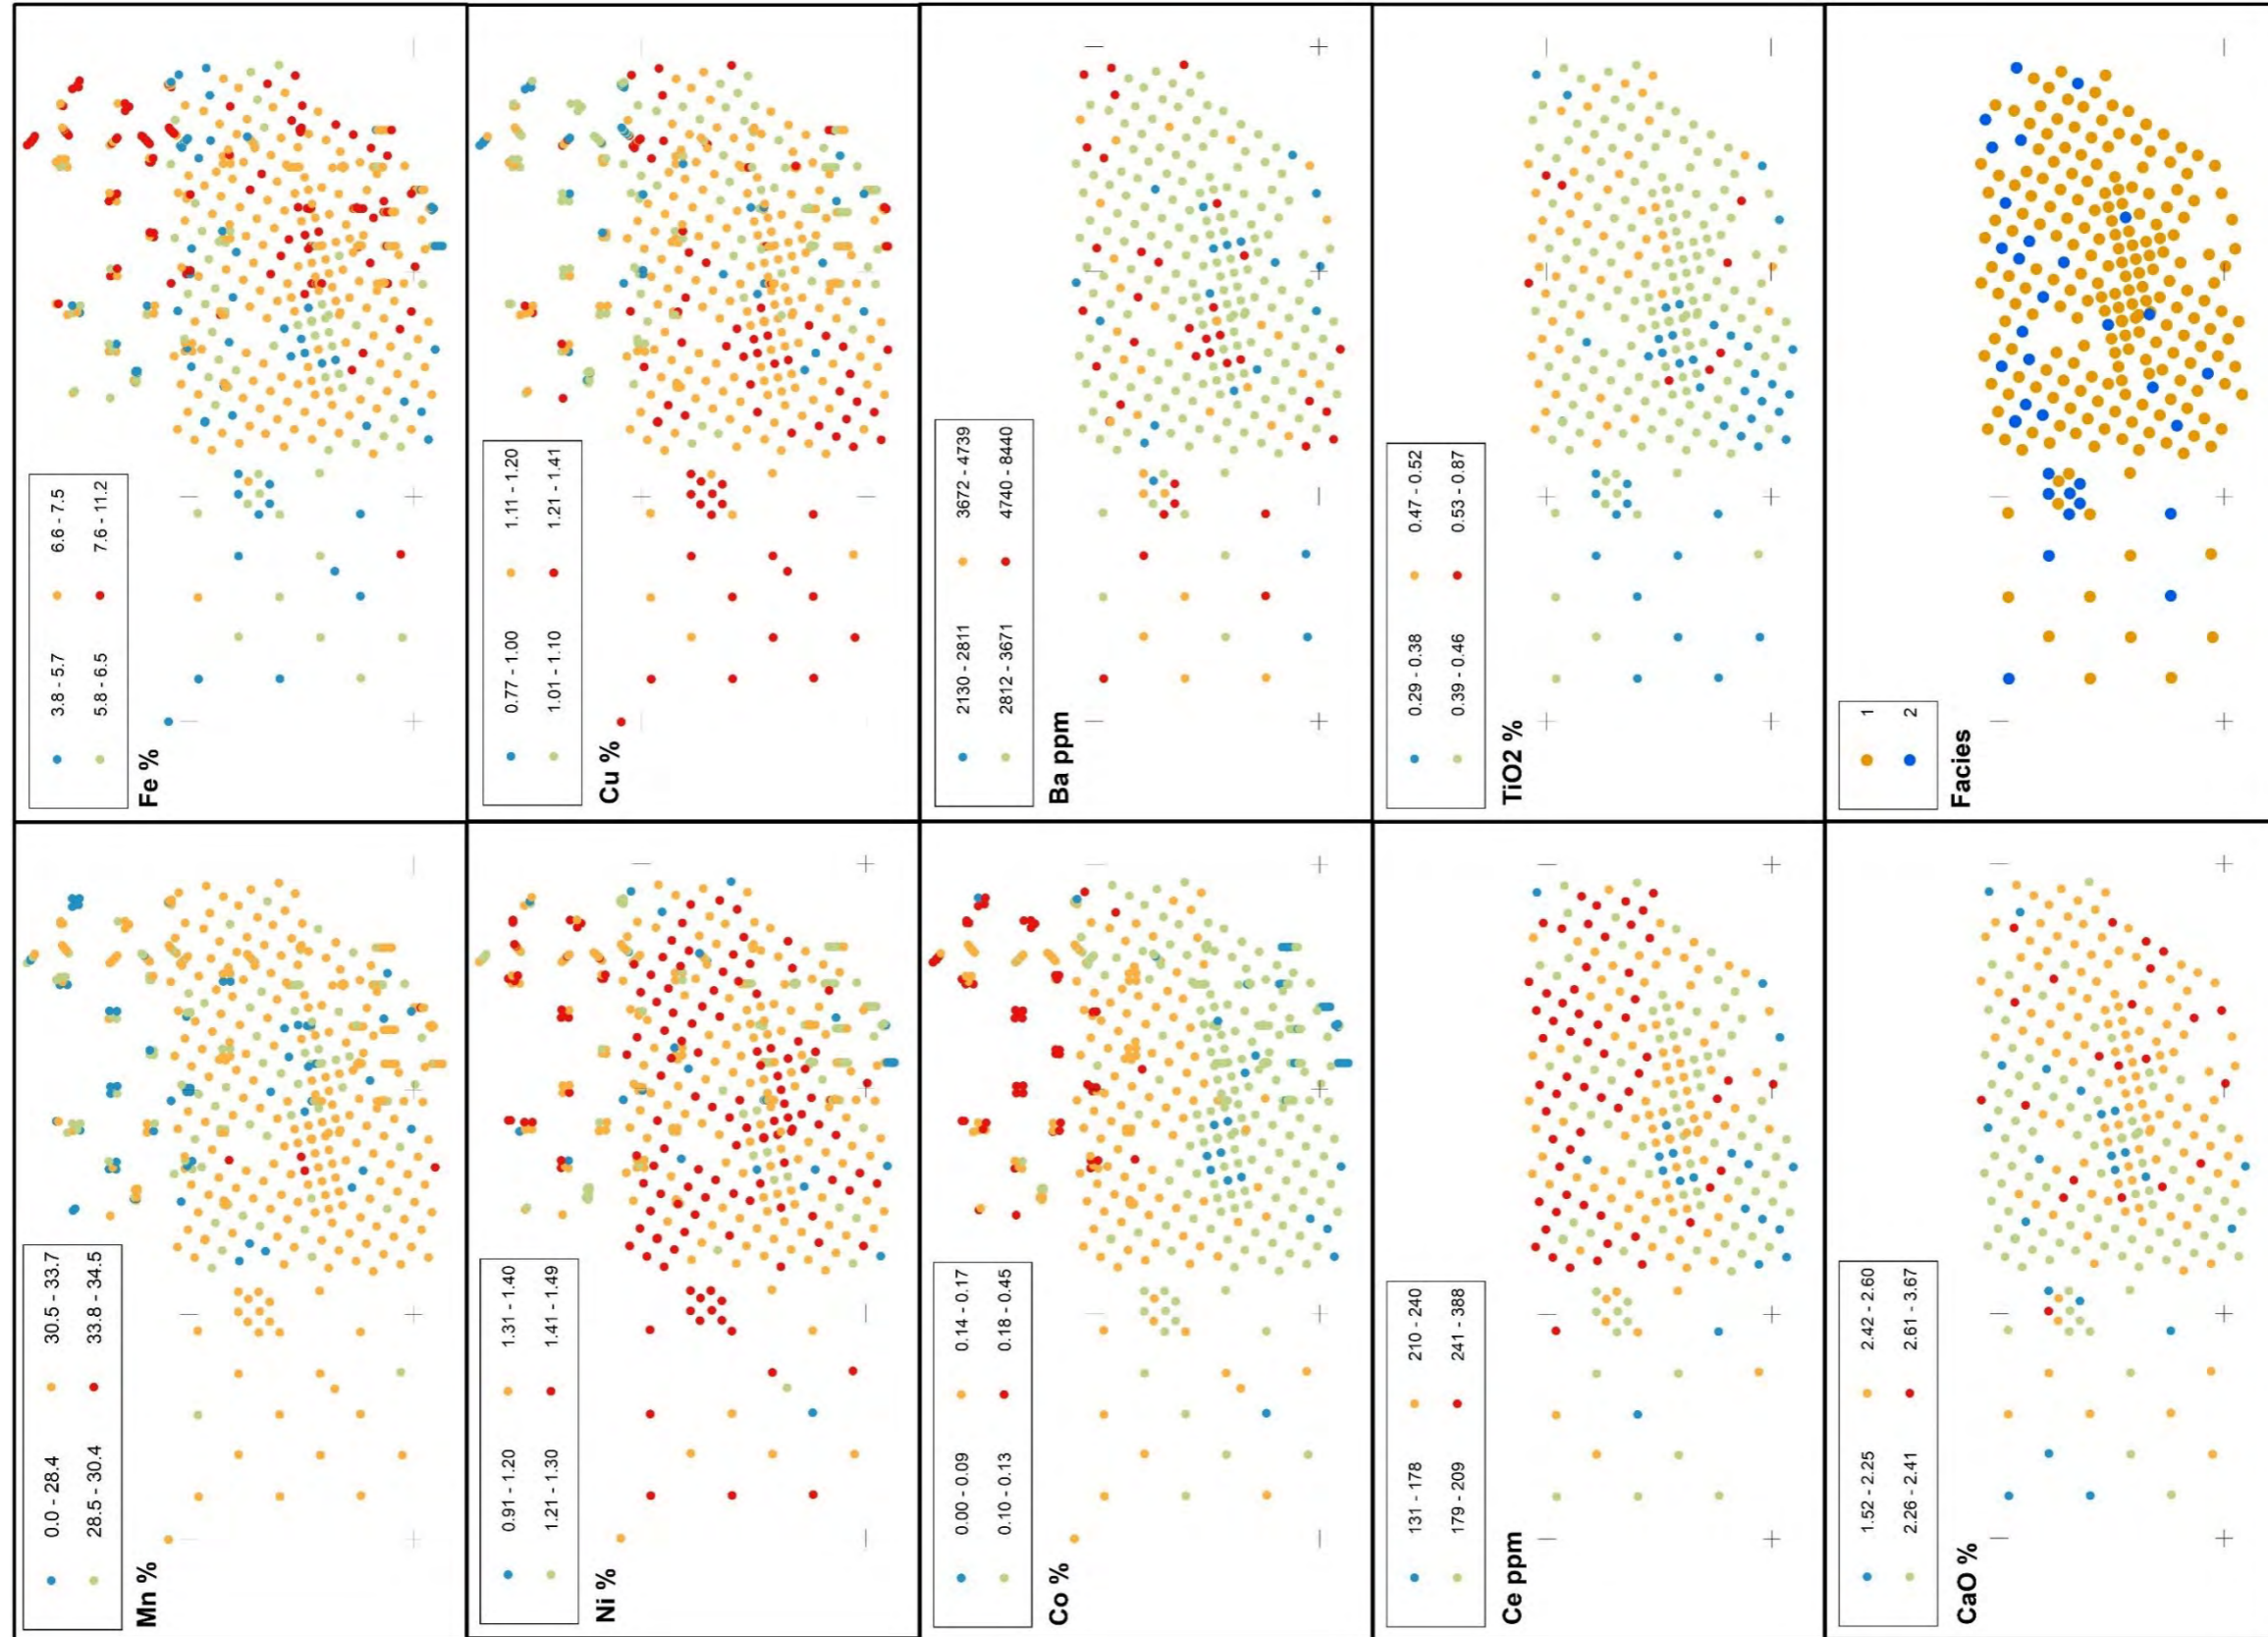 0.0 - 28.4 30.5 - 33.7
28.5 - 30.4 33.8 - 34.5
Mn %
3.8 - 5.7 6.6 - 7.5
5.8 - 6.5 7.6 - 11.2
Fe %
0.91 - 1.20 1.31 - 1.40
1.21 - 1.30 1.41 - 1.49
Ni %
0.77 - 1.00 1.11 - 1.20
1.01 - 1.10 1.21 - 1.41
Cu %
0.00 - 0.09 0.14 - 0.17
0.10 - 0.13 0.18 - 0.45
Co %
2130 - 2811 3672 - 4739
2812 - 3671 4740 - 8440
Ba ppm
131 - 178 210 - 240
179 - 209 241 - 388
Ce ppm
0.29 - 0.38 0.47 - 0.52
0.39 - 0.46 0.53 - 0.87
TiO2 %
1.52 - 2.25 2.42 - 2.60
2.26 - 2.41 2.61 - 3.67
CaO %
1
2
Facies